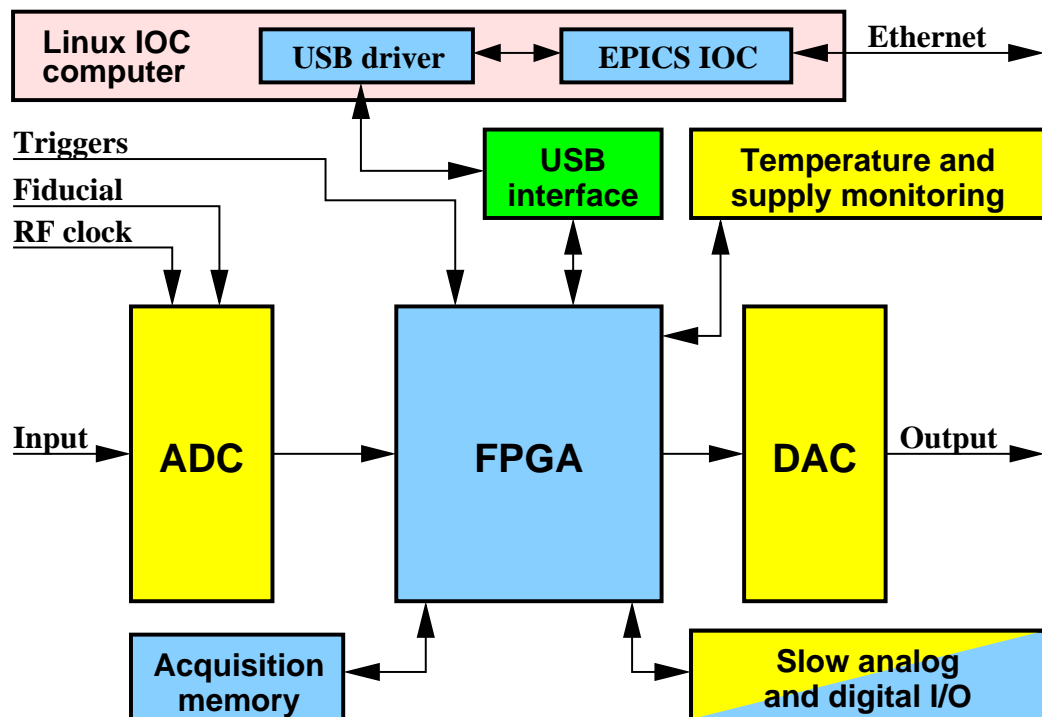 Linux IOC
computer
USB driver
EPICS IOC
Ethernet
Triggers
Fiducial
RF clock
USB
interface
Temperature and
supply monitoring
Input
ADC
FPGA
DAC
Output
Acquisition
memory
Slow analog
and digital I/O